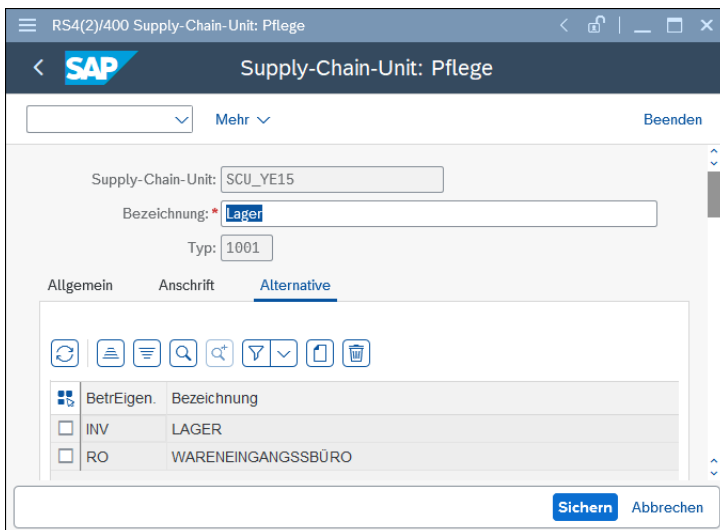 RS4(2)/400 Supply-Chain-Unit: Pflege
SAP Supply-Chain-Unit: Pflege
Mehr Beenden
Supply-Chain-Unit: SCU_YE15
Bezeichnung: * Lager
Typ: 1001
Allgemein Anschrift Alternative
BetrEigen. Bezeichnung
INV LAGER
RO WARENEINGANGSSBÜRO
Sichern Abbrechen